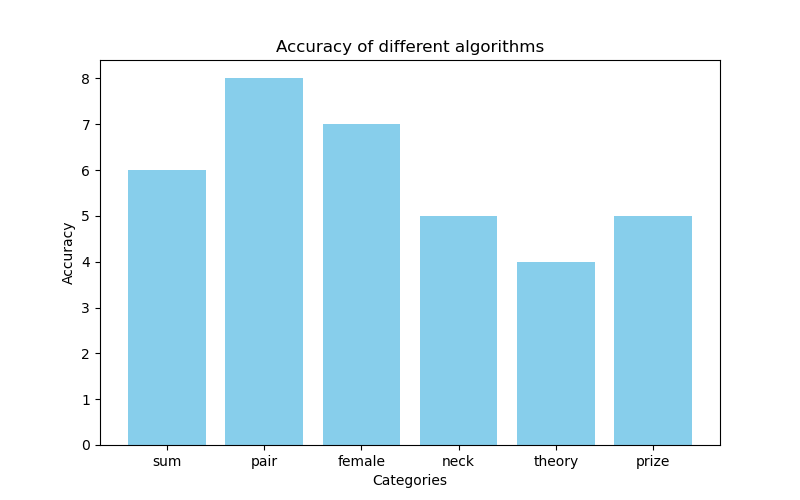 Accuracy of different algorithms
Accuracy
8
7
6
5
4
3
2
1
0
sum pair female neck theory prize
Categories